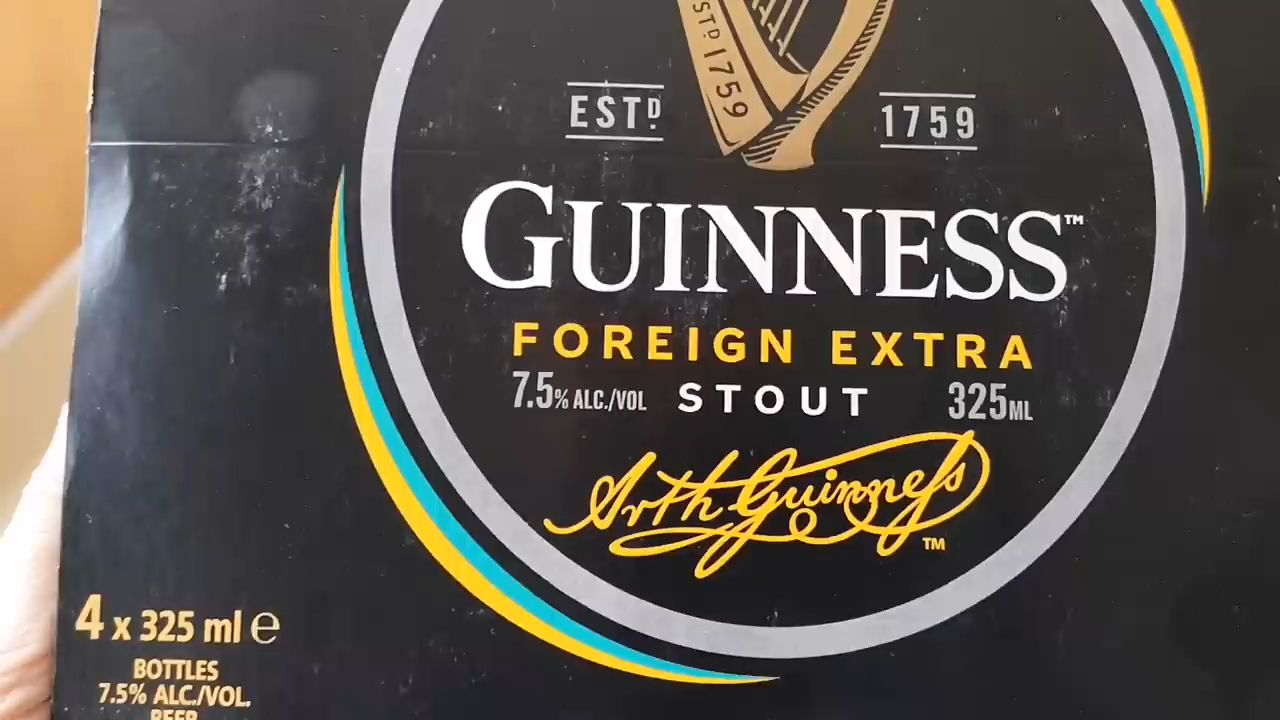 ESTD 1759
ESTD 1759
GUINNESS™
FOREIGN EXTRA
7.5% ALC./VOL STOUT 325ML
Arth Guinness
TM
4 x 325 ml e
BOTTLES
7.5% ALC./VOL.
BEER